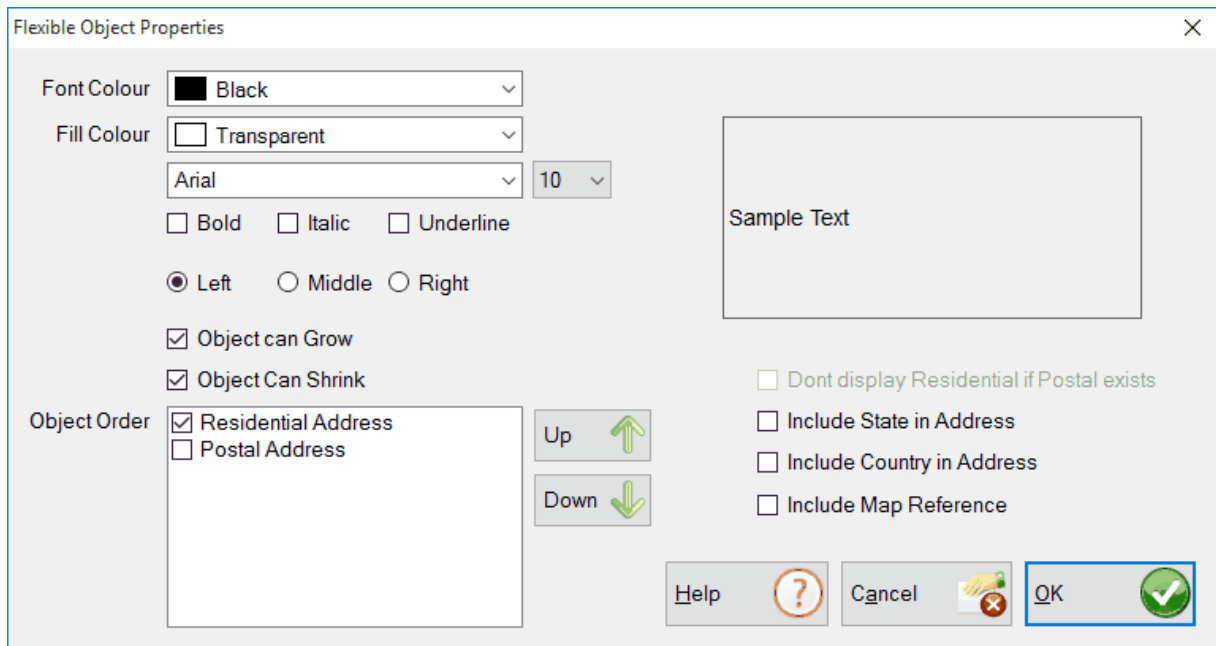 Flexible Object Properties
Font Colour Black
Fill Colour Transparent
Arial 10
Bold Italic Underline
Sample Text
Left Middle Right
Object can Grow
Object Can Shrink
Dont display Residential if Postal exists
Object Order Residential Address
Postal Address
Up
Down
Include State in Address
Include Country in Address
Include Map Reference
Help Cancel OK